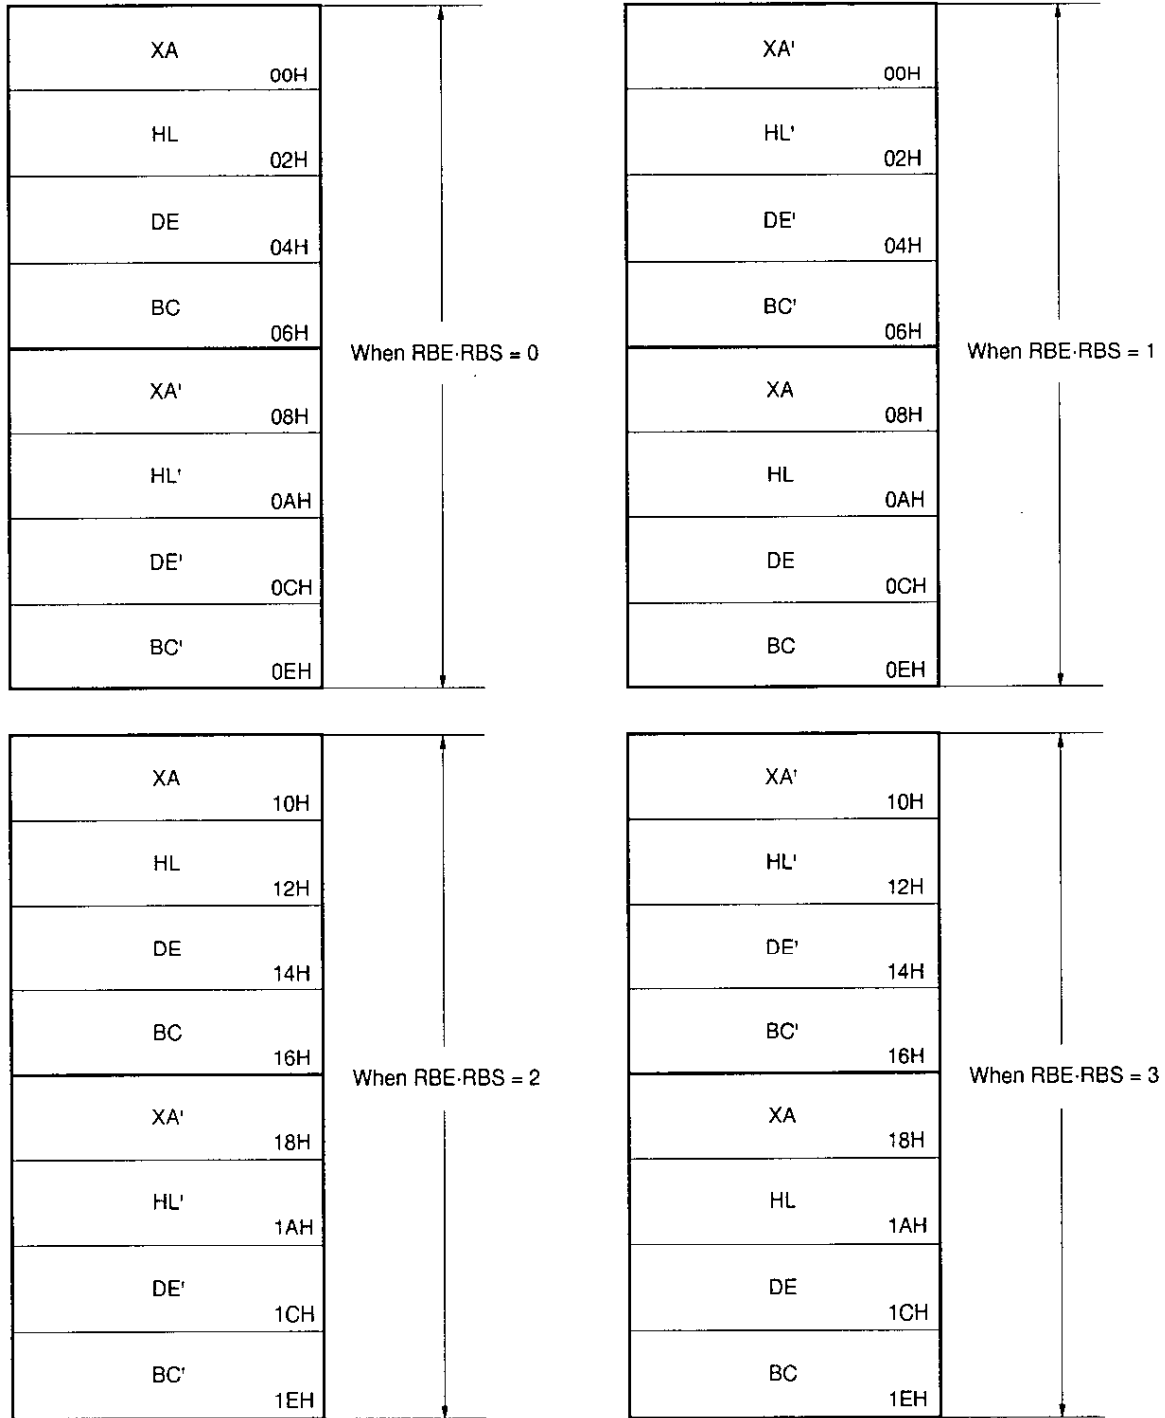 XA
00H
HL
02H
DE
04H
BC
06H
XA'
08H
HL'
0AH
DE'
0CH
BC'
0EH
When RBE·RBS = 0
XA'
00H
HL'
02H
DE'
04H
BC'
06H
XA
08H
HL
0AH
DE
0CH
BC
0EH
When RBE·RBS = 1
XA
10H
HL
12H
DE
14H
BC
16H
XA'
18H
HL'
1AH
DE'
1CH
BC'
1EH
When RBE·RBS = 2
XA'
10H
HL'
12H
DE'
14H
BC'
16H
XA
18H
HL
1AH
DE
1CH
BC
1EH
When RBE·RBS = 3